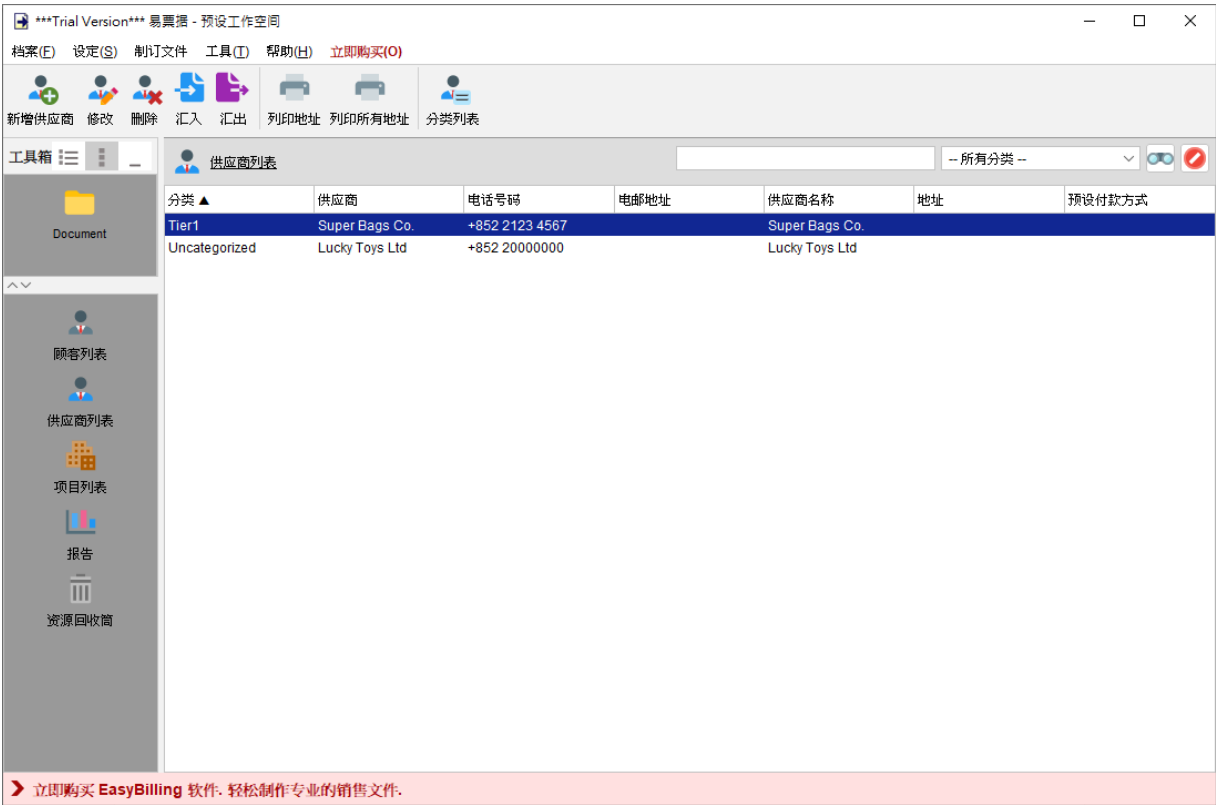 ***Trial Version*** 易票据 - 预设工作空间
档案(F) 设定(S) 制订文件 工具(T) 帮助(H) 立即购买(O)
新增供应商 修改 删除 汇入 汇出 列印地址 列印所有地址 分类列表
工具箱 供应商列表 -- 所有分类 --
分类 ▲ 供应商 电话号码 电邮地址 供应商名称 地址 预设付款方式
Tier1 Super Bags Co. +852 2123 4567 Super Bags Co.
Uncategorized Lucky Toys Ltd +852 20000000 Lucky Toys Ltd
Document
顾客列表
供应商列表
项目列表
报告
资源回收筒
立即购买 EasyBilling 软件. 轻松制作专业的销售文件.